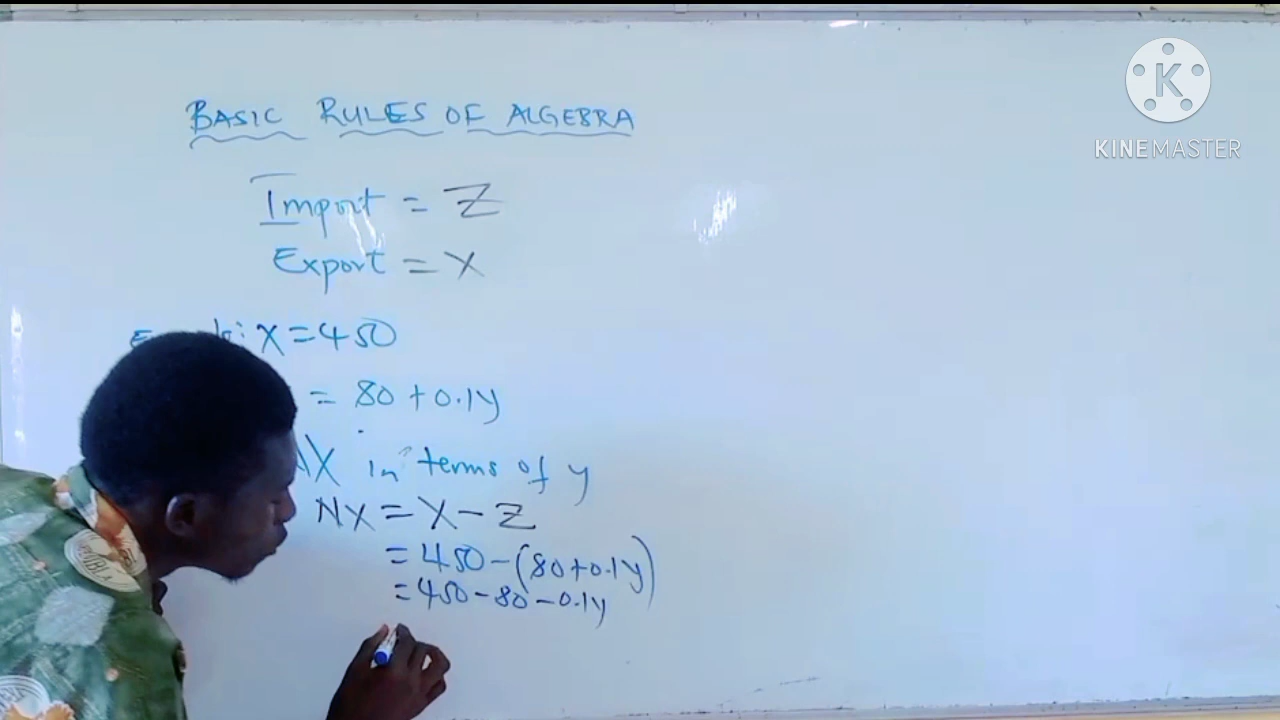 K
KINEMASTER
BASIC RULES OF ALGEBRA
Import = Z
Export = X
X = 450
= 80 + 0.1y
NX in terms of y
NX = X - Z
= 450 - (80 + 0.1y)
= 450 - 80 - 0.1y